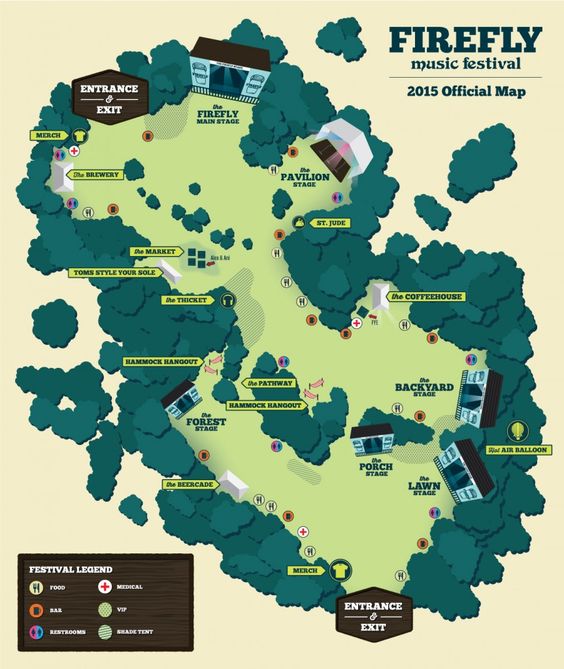 FIREFLY
music festival
2015 Official Map
ENTRANCE
&
EXIT
the
FIREFLY
MAIN STAGE
MERCH
the BREWERY
the
PAVILION
STAGE
ST. JUDE
the MARKET
Alex & Ani
TOMS STYLE YOUR SOLE
the THICKET
the COFFEEHOUSE
FYE
HAMMOCK HANGOUT
the PATHWAY
HAMMOCK HANGOUT
the
BACKYARD
STAGE
the
FOREST
STAGE
Hot AIR BALLOON
the
PORCH
STAGE
the
LAWN
STAGE
the BEERCADE
MERCH
ENTRANCE
&
EXIT
FESTIVAL LEGEND
FOOD
MEDICAL
BAR
VIP
RESTROOMS
SHADE TENT